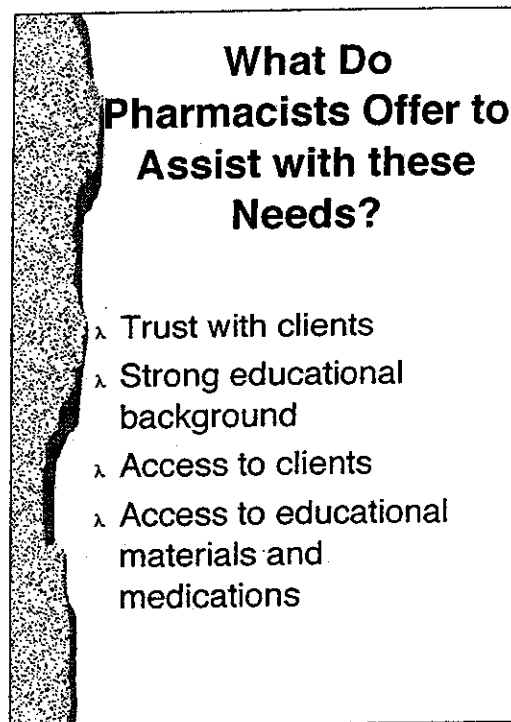 What Do
Pharmacists Offer to
Assist with these
Needs?
λ Trust with clients
λ Strong educational
background
λ Access to clients
λ Access to educational
materials and
medications